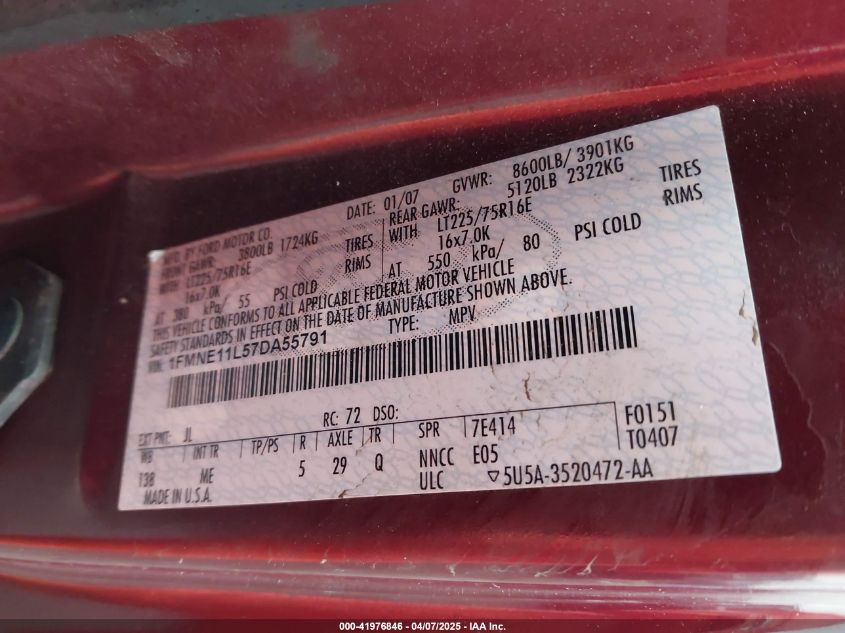 MFD. BY FORD MOTOR CO.
DATE: 01/07 GVWR: 8600LB/ 3901KG
FRONT GAWR: 3800LB 1724KG
REAR GAWR: 5120LB 2322KG
WITH LT225/75R16E TIRES
WITH LT225/75R16E TIRES
16x7.0K RIMS
16x7.0K RIMS
AT 380 kPa/ 55 PSI COLD
AT 550 kPa/ 80 PSI COLD
THIS VEHICLE CONFORMS TO ALL APPLICABLE FEDERAL MOTOR VEHICLE
SAFETY STANDARDS IN EFFECT ON THE DATE OF MANUFACTURE SHOWN ABOVE.
VIN: 1FMNE11L57DA55791 TYPE: MPV
EXT PNT: JL RC: 72 DSO:
WB INT TR TP/PS R AXLE TR SPR 7E414 F0151
138 ME 5 29 Q NNCC E05 T0407
MADE IN U.S.A. ULC ▽5U5A-3520472-AA
000-41976846 - 04/07/2025 - IAA Inc.